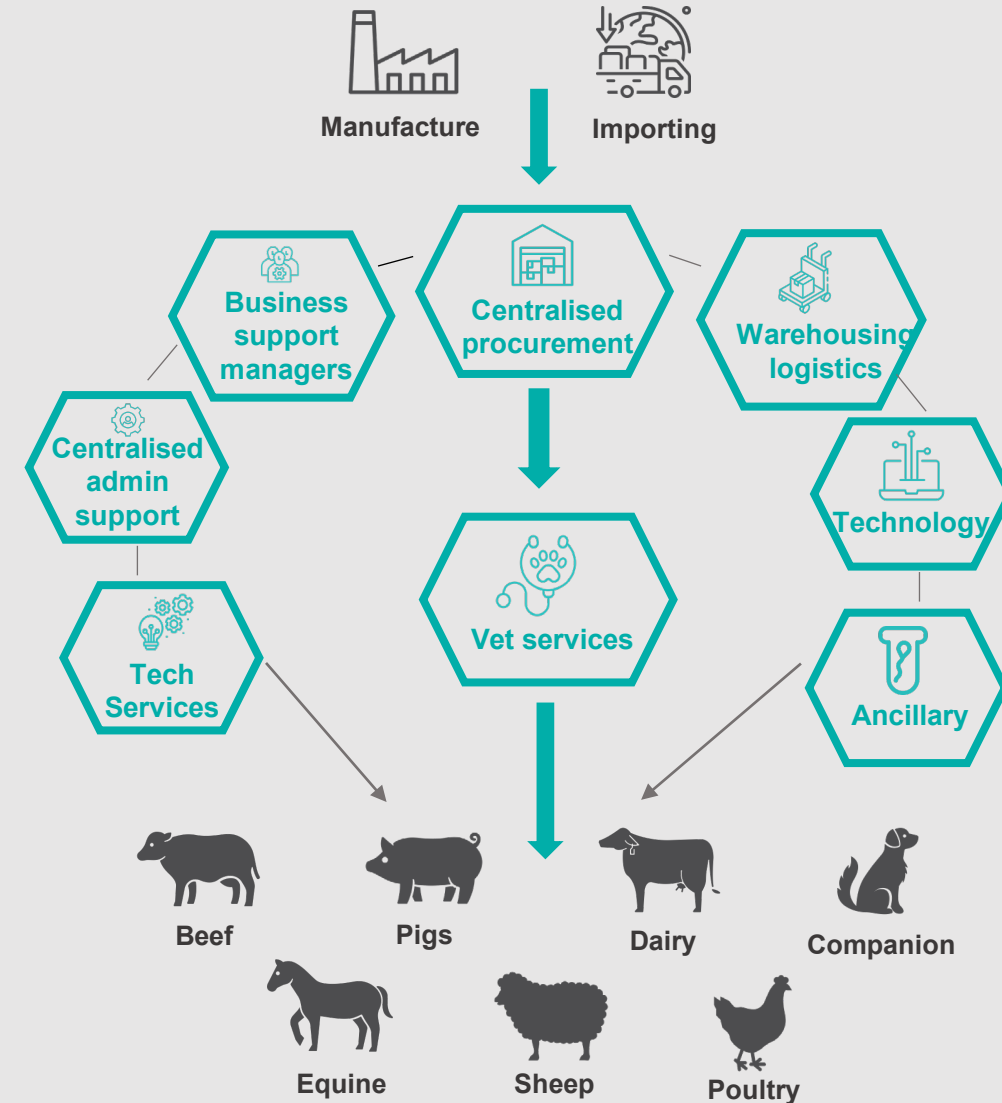 Manufacture
Importing
Business
support
managers
Centralised
procurement
Warehousing
logistics
Centralised
admin
support
Technology
Vet services
Tech
Services
Ancillary
Beef
Pigs
Dairy
Companion
Equine
Sheep
Poultry